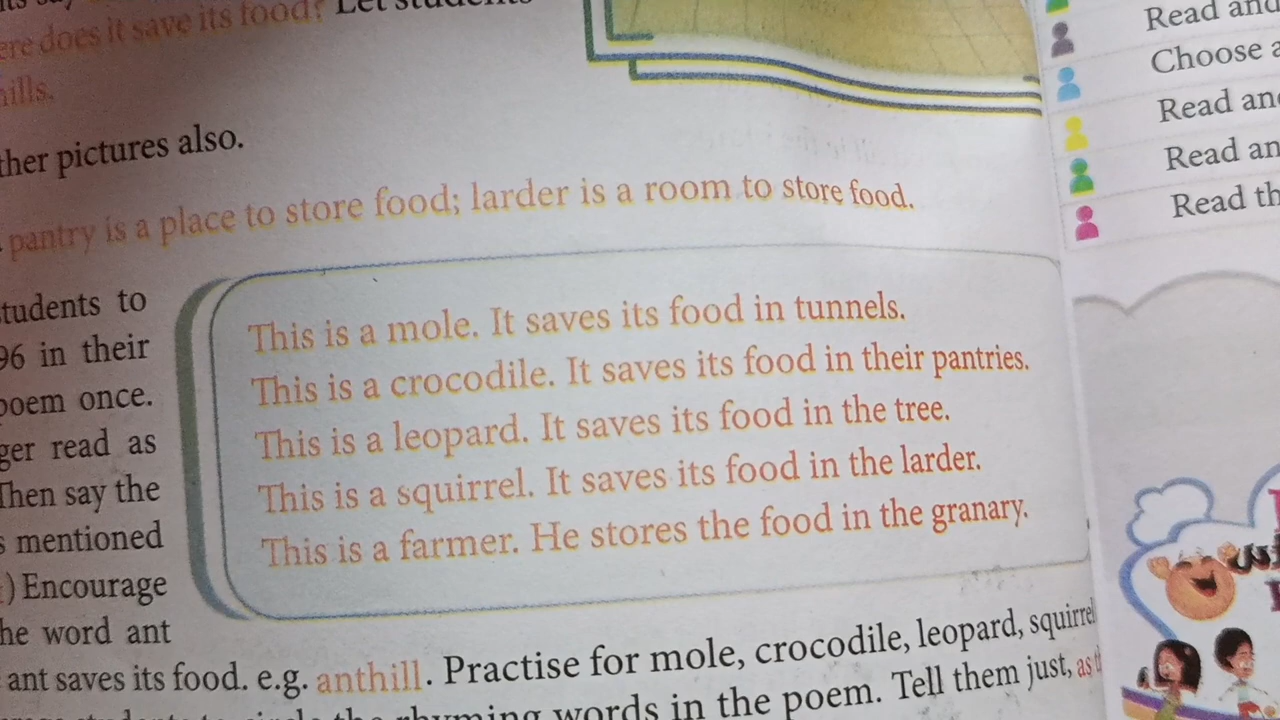 ere does it save its food? Let students
hills.
ther pictures also.
pantry is a place to store food; larder is a room to store food.
students to
96 in their
poem once.
ger read as
Then say the
s mentioned
) Encourage
he word ant
This is a mole. It saves its food in tunnels.
This is a crocodile. It saves its food in their pantries.
This is a leopard. It saves its food in the tree.
This is a squirrel. It saves its food in the larder.
This is a farmer. He stores the food in the granary.
ant saves its food. e.g. anthill. Practise for mole, crocodile, leopard, squirrel
the rhyming words in the poem. Tell them just, as
Read and
Choose a
Read and
Read an
Read th